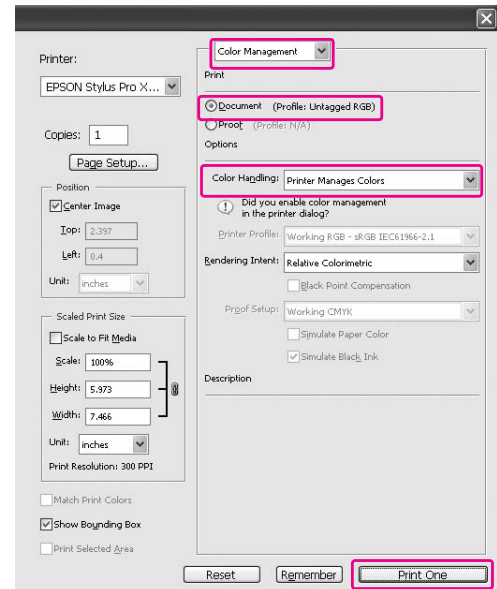 Printer:
EPSON Stylus Pro X...
Copies: 1
Page Setup...
Position
Center Image
Top: 2.397
Left: 0.4
Unit: inches
Scaled Print Size
Scale to Fit Media
Scale: 100%
Height: 5.973
Width: 7.466
Unit: inches
Print Resolution: 300 PPI
Match Print Colors
Show Bounding Box
Print Selected Area
Color Management
Print
Document (Profile: Untagged RGB)
Proof (Profile: N/A)
Options
Color Handling: Printer Manages Colors
Did you enable color management
in the printer dialog?
Printer Profile: Working RGB - sRGB IEC61966-2.1
Rendering Intent: Relative Colorimetric
Black Point Compensation
Proof Setup: Working CMYK
Simulate Paper Color
Simulate Black Ink
Description
Reset Remember Print One